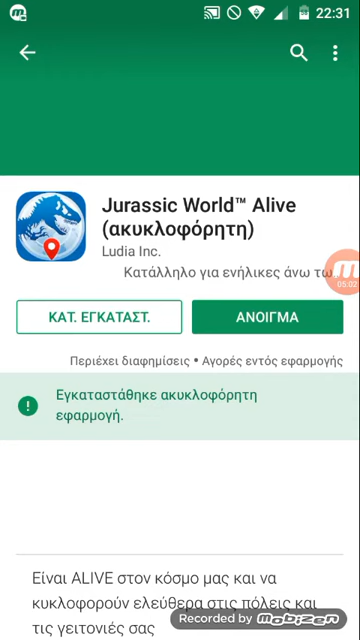 22:31
Jurassic World™ Alive
(ακυκλοφόρητη)
Ludia Inc.
Κατάλληλο για ενήλικες άνω τω...
05:02
ΚΑΤ. ΕΓΚΑΤΑΣΤ.
ΑΝΟΙΓΜΑ
Περιέχει διαφημίσεις • Αγορές εντός εφαρμογής
Εγκαταστάθηκε ακυκλοφόρητη
εφαρμογή.
Είναι ALIVE στον κόσμο μας και να
κυκλοφορούν ελεύθερα στις πόλεις και
τις γειτονιές σας
Recorded by mobizen